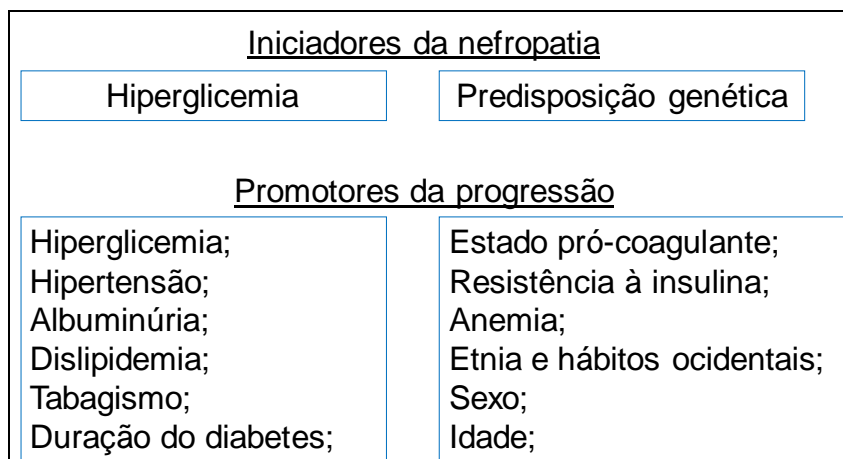 Iniciadores da nefropatia
Hiperglicemia
Predisposição genética
Promotores da progressão
Hiperglicemia;
Hipertensão;
Albuminúria;
Dislipidemia;
Tabagismo;
Duração do diabetes;
Estado pró-coagulante;
Resistência à insulina;
Anemia;
Etnia e hábitos ocidentais;
Sexo;
Idade;